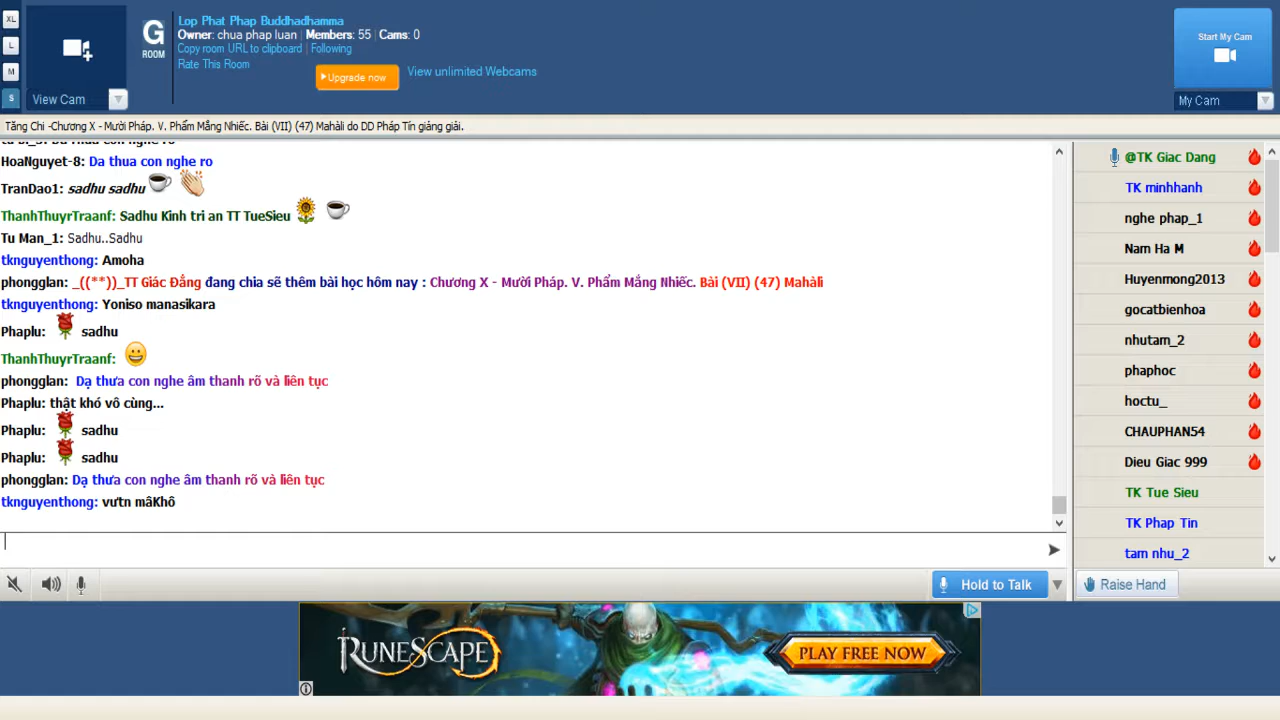 XL
L
M
S
View Cam
G
ROOM
Lop Phat Phap Buddhadhamma
Owner: chua phap luan | Members: 55 | Cams: 0
Copy room URL to clipboard | Following
Rate This Room
Upgrade now
View unlimited Webcams
Start My Cam
My Cam
Tăng Chi -Chương X - Mười Pháp. V. Phẩm Mắng Nhiếc. Bài (VII) (47) Mahàli do DD Pháp Tín giảng giải.
HoaNguyet-8: Da thua con nghe ro
TranDao1: sadhu sadhu
ThanhThuyrTraanf: Sadhu Kinh tri an TT TueSieu
Tu Man_1: Sadhu..Sadhu
tknguyenthong: Amoha
phongglan: _((**))_TT Giác Đẳng đang chia sẽ thêm bài học hôm nay : Chương X - Mười Pháp. V. Phẩm Mắng Nhiếc. Bài (VII) (47) Mahàli
tknguyenthong: Yoniso manasikara
Phaplu: sadhu
ThanhThuyrTraanf:
phongglan: Dạ thưa con nghe âm thanh rõ và liên tục
Phaplu: thật khó vô cùng...
Phaplu: sadhu
Phaplu: sadhu
phongglan: Dạ thưa con nghe âm thanh rõ và liên tục
tknguyenthong: vưtn mâKhô
@TK Giac Dang
TK minhhanh
nghe phap_1
Nam Ha M
Huyenmong2013
gocatbienhoa
nhutam_2
phaphoc
hoctu_
CHAUPHAN54
Dieu Giac 999
TK Tue Sieu
TK Phap Tin
tam nhu_2
Hold to Talk
Raise Hand
RUNESCAPE
PLAY FREE NOW